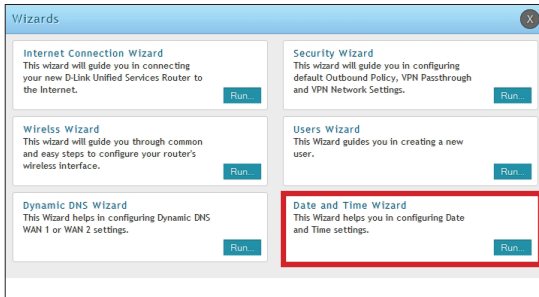 Wizards
X
Internet Connection Wizard
This wizard will guide you in connecting
your new D-Link Unified Services Router to
the Internet.
Run...
Security Wizard
This wizard will guide you in configuring
default Outbound Policy, VPN Passthrough
and VPN Network Settings.
Run...
Wirelss Wizard
This wizard will guide you through common
and easy steps to configure your router's
wireless interface.
Run...
Users Wizard
This Wizard guides you in creating a new
user.
Run...
Dynamic DNS Wizard
This Wizard helps in configuring Dynamic DNS
WAN 1 or WAN 2 settings.
Run...
Date and Time Wizard
This Wizard helps you in configuring Date
and Time settings.
Run...